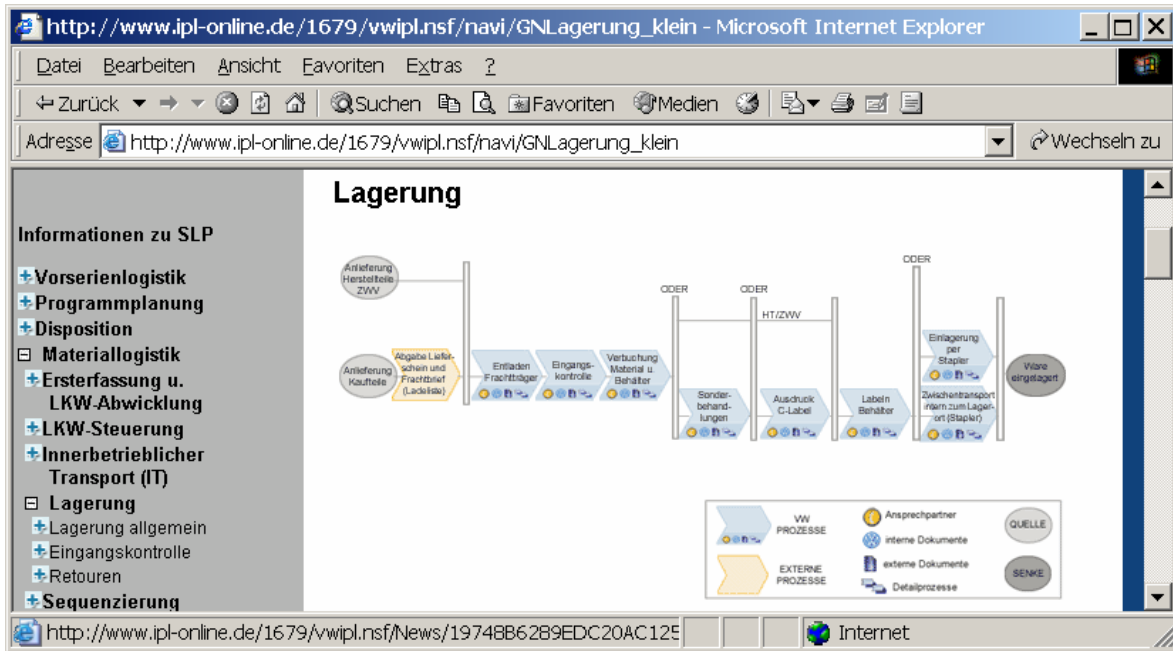 http://www.ipl-online.de/1679/vwipl.nsf/navi/GNLagerung_klein - Microsoft Internet Explorer
Datei Bearbeiten Ansicht Favoriten Extras ?
Zurück Suchen Favoriten Medien
Adresse http://www.ipl-online.de/1679/vwipl.nsf/navi/GNLagerung_klein Wechseln zu
Informationen zu SLP
Vorserienlogistik
Programmplanung
Disposition
Materiallogistik
Ersterfassung u.
LKW-Abwicklung
LKW-Steuerung
Innerbetrieblicher
Transport (IT)
Lagerung
Lagerung allgemein
Eingangskontrolle
Retouren
Sequenzierung
Lagerung
Anlieferung
Herstellteile
ZWV
Anlieferung
Kaufteile
Abgabe Liefer-
schein und
Frachtbrief
(Ladeliste)
Entladen
Frachtträger
Eingangs-
kontrolle
Verbuchung
Material u.
Behälter
ODER
Sonder-
behand-
lungen
ODER
HT/ZWV
Ausdruck
C-Label
Labeln
Behälter
ODER
Einlagerung
per
Stapler
Zwischentransport
intern zum Lager-
ort (Stapler)
Ware
eingelagert
VW
PROZESSE
EXTERNE
PROZESSE
Ansprechpartner
interne Dokumente
externe Dokumente
Detailprozesse
QUELLE
SENKE
http://www.ipl-online.de/1679/vwipl.nsf/News/19748B6289EDC20AC125 Internet